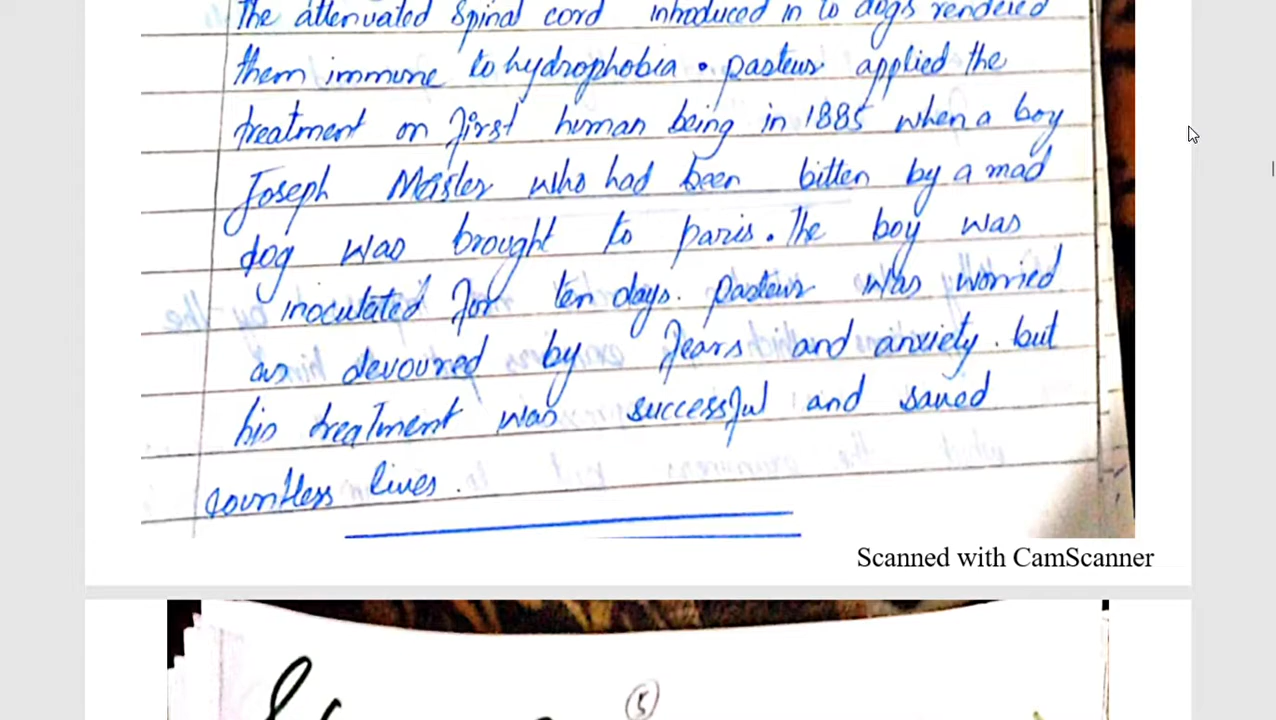 The attenuated spinal cord introduced in to dogs rendered
them immune to hydrophobia. pasteur applied the
treatment on first human being in 1885 when a boy
Joseph Meister who had been bitten by a mad
dog was brought to paris. The boy was
inoculated for ten days. pasteur was worried
as devoured by fears and anxiety. but
his treatment was successful and saved
countless lives.
Scanned with CamScanner
5